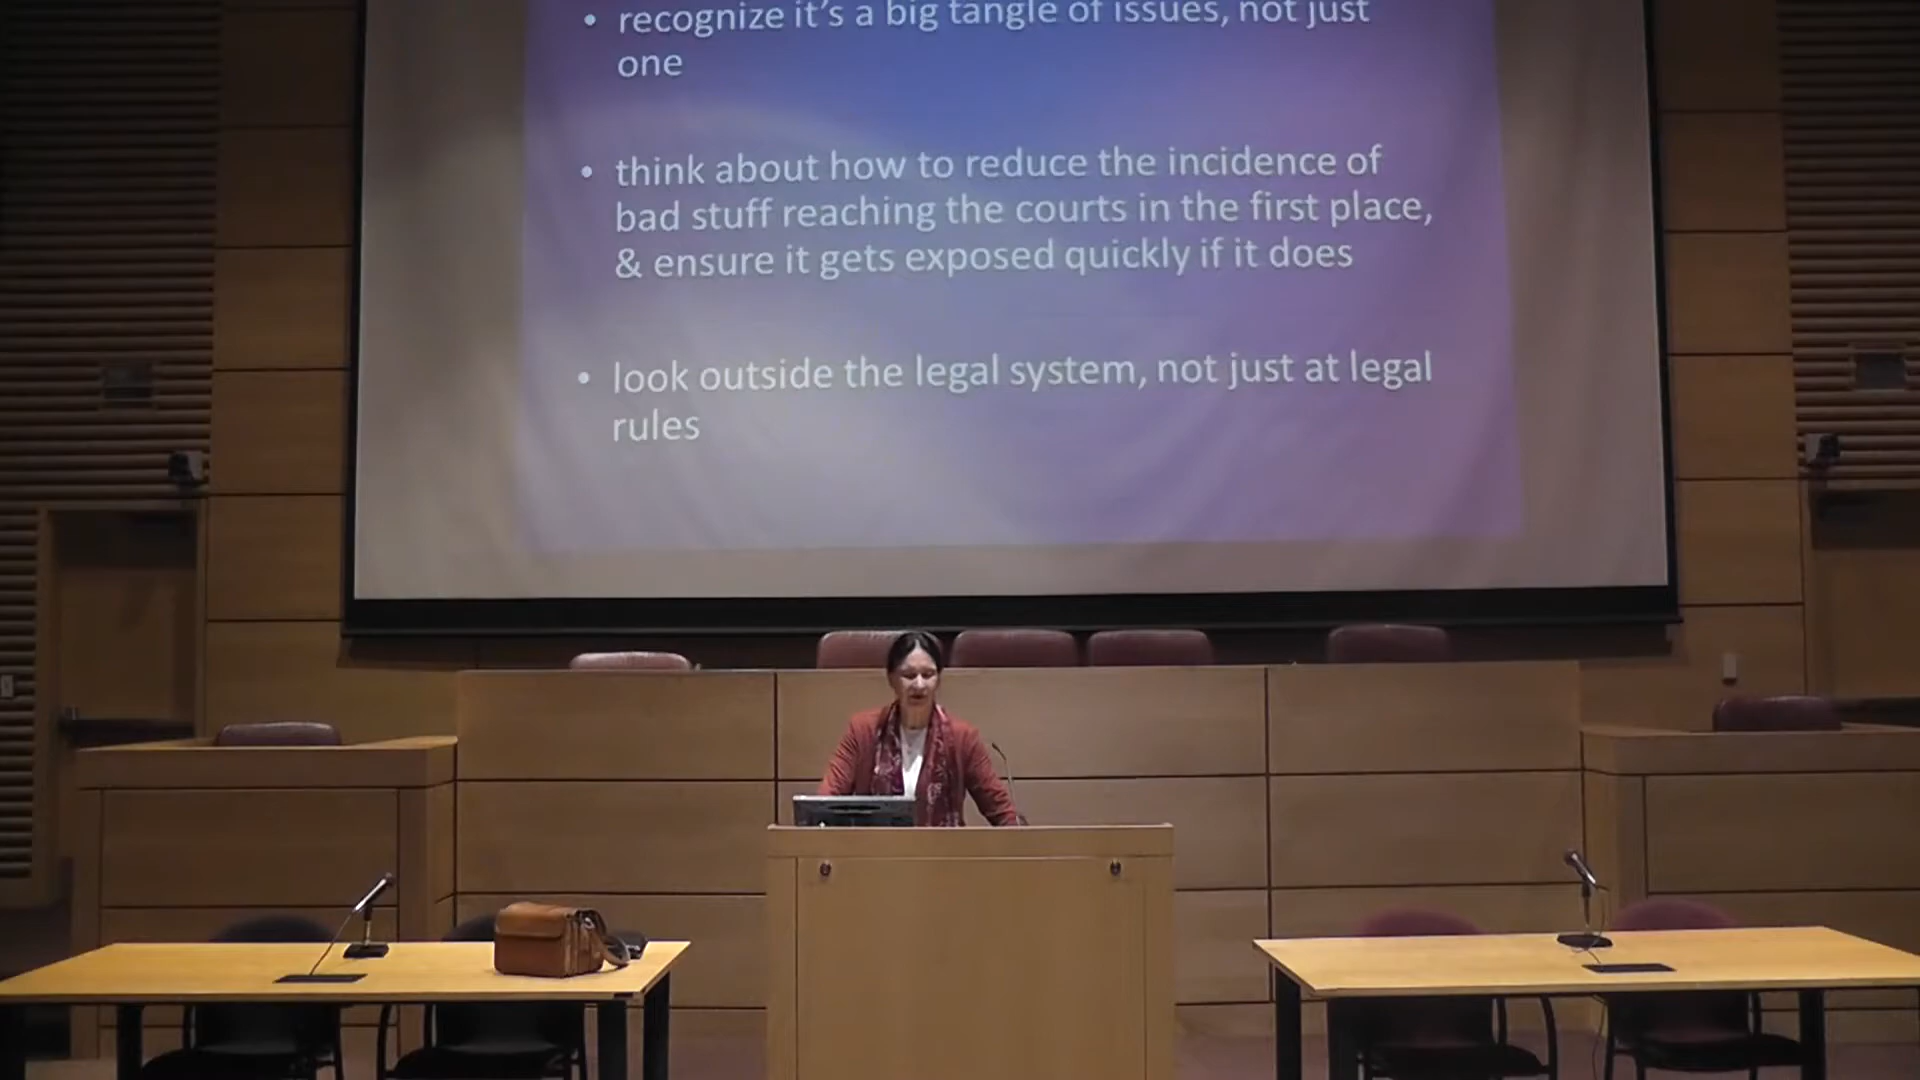 • recognize it's a big tangle of issues, not just
one
• think about how to reduce the incidence of
bad stuff reaching the courts in the first place,
& ensure it gets exposed quickly if it does
• look outside the legal system, not just at legal
rules